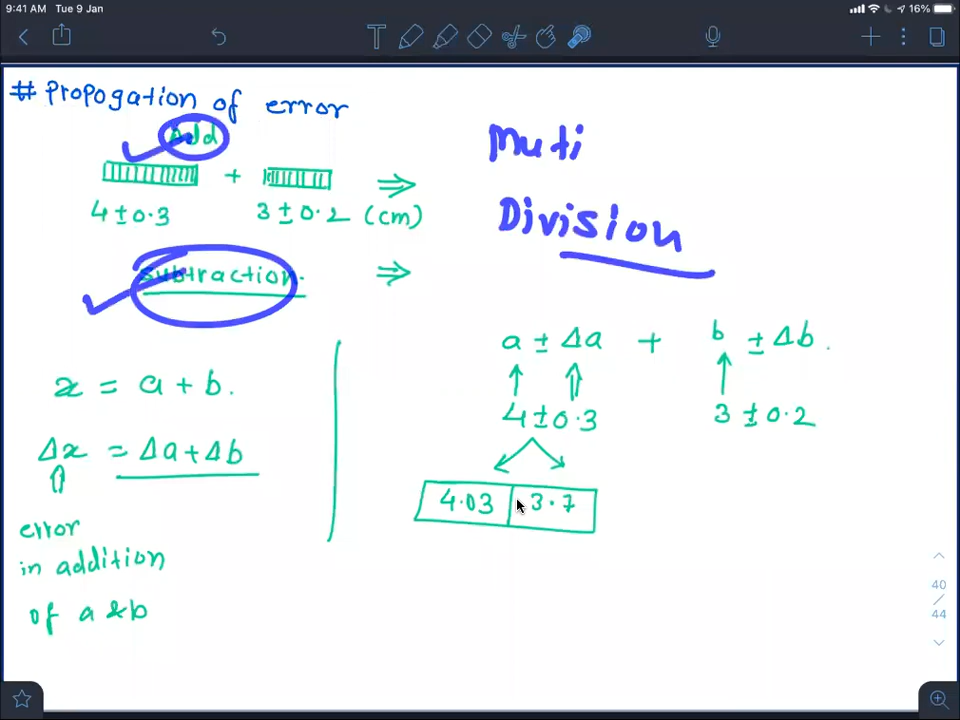 9:41 AM Tue 9 Jan
16%
# Propogation of error
Add
+ ⇒
4 ± 0.3 3 ± 0.2 (cm)
Subtraction. ⇒
Muti
Division
x = a + b.
Δx = Δa + Δb
error
in addition
of a & b
a ± Δa + b ± Δb.
4 ± 0.3 3 ± 0.2
4.03 3.7
40
/
44